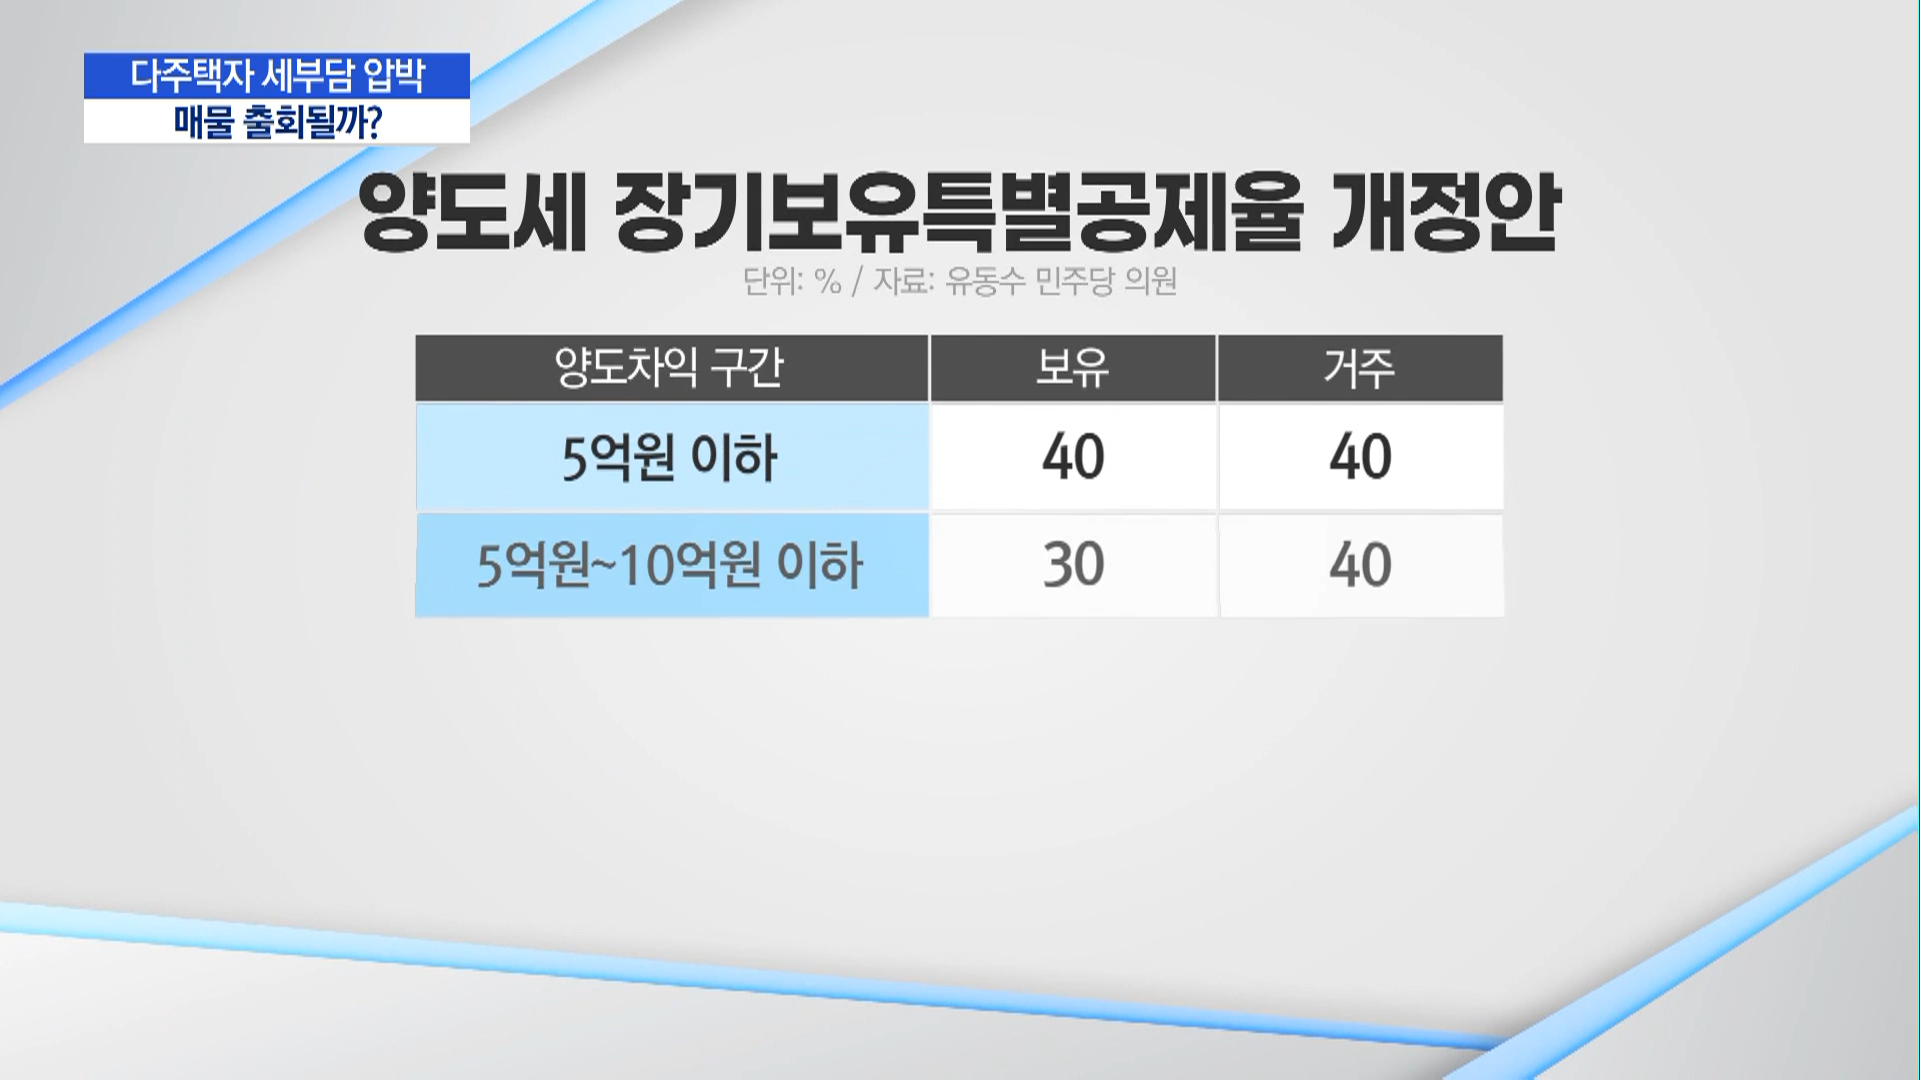 다주택자 세부담 압박
매물 출회될까?
양도세 장기보유특별공제율 개정안
단위: % / 자료: 유동수 민주당 의원
양도차익 구간 보유 거주
5억원 이하 40 40
5억원~10억원 이하 30 40